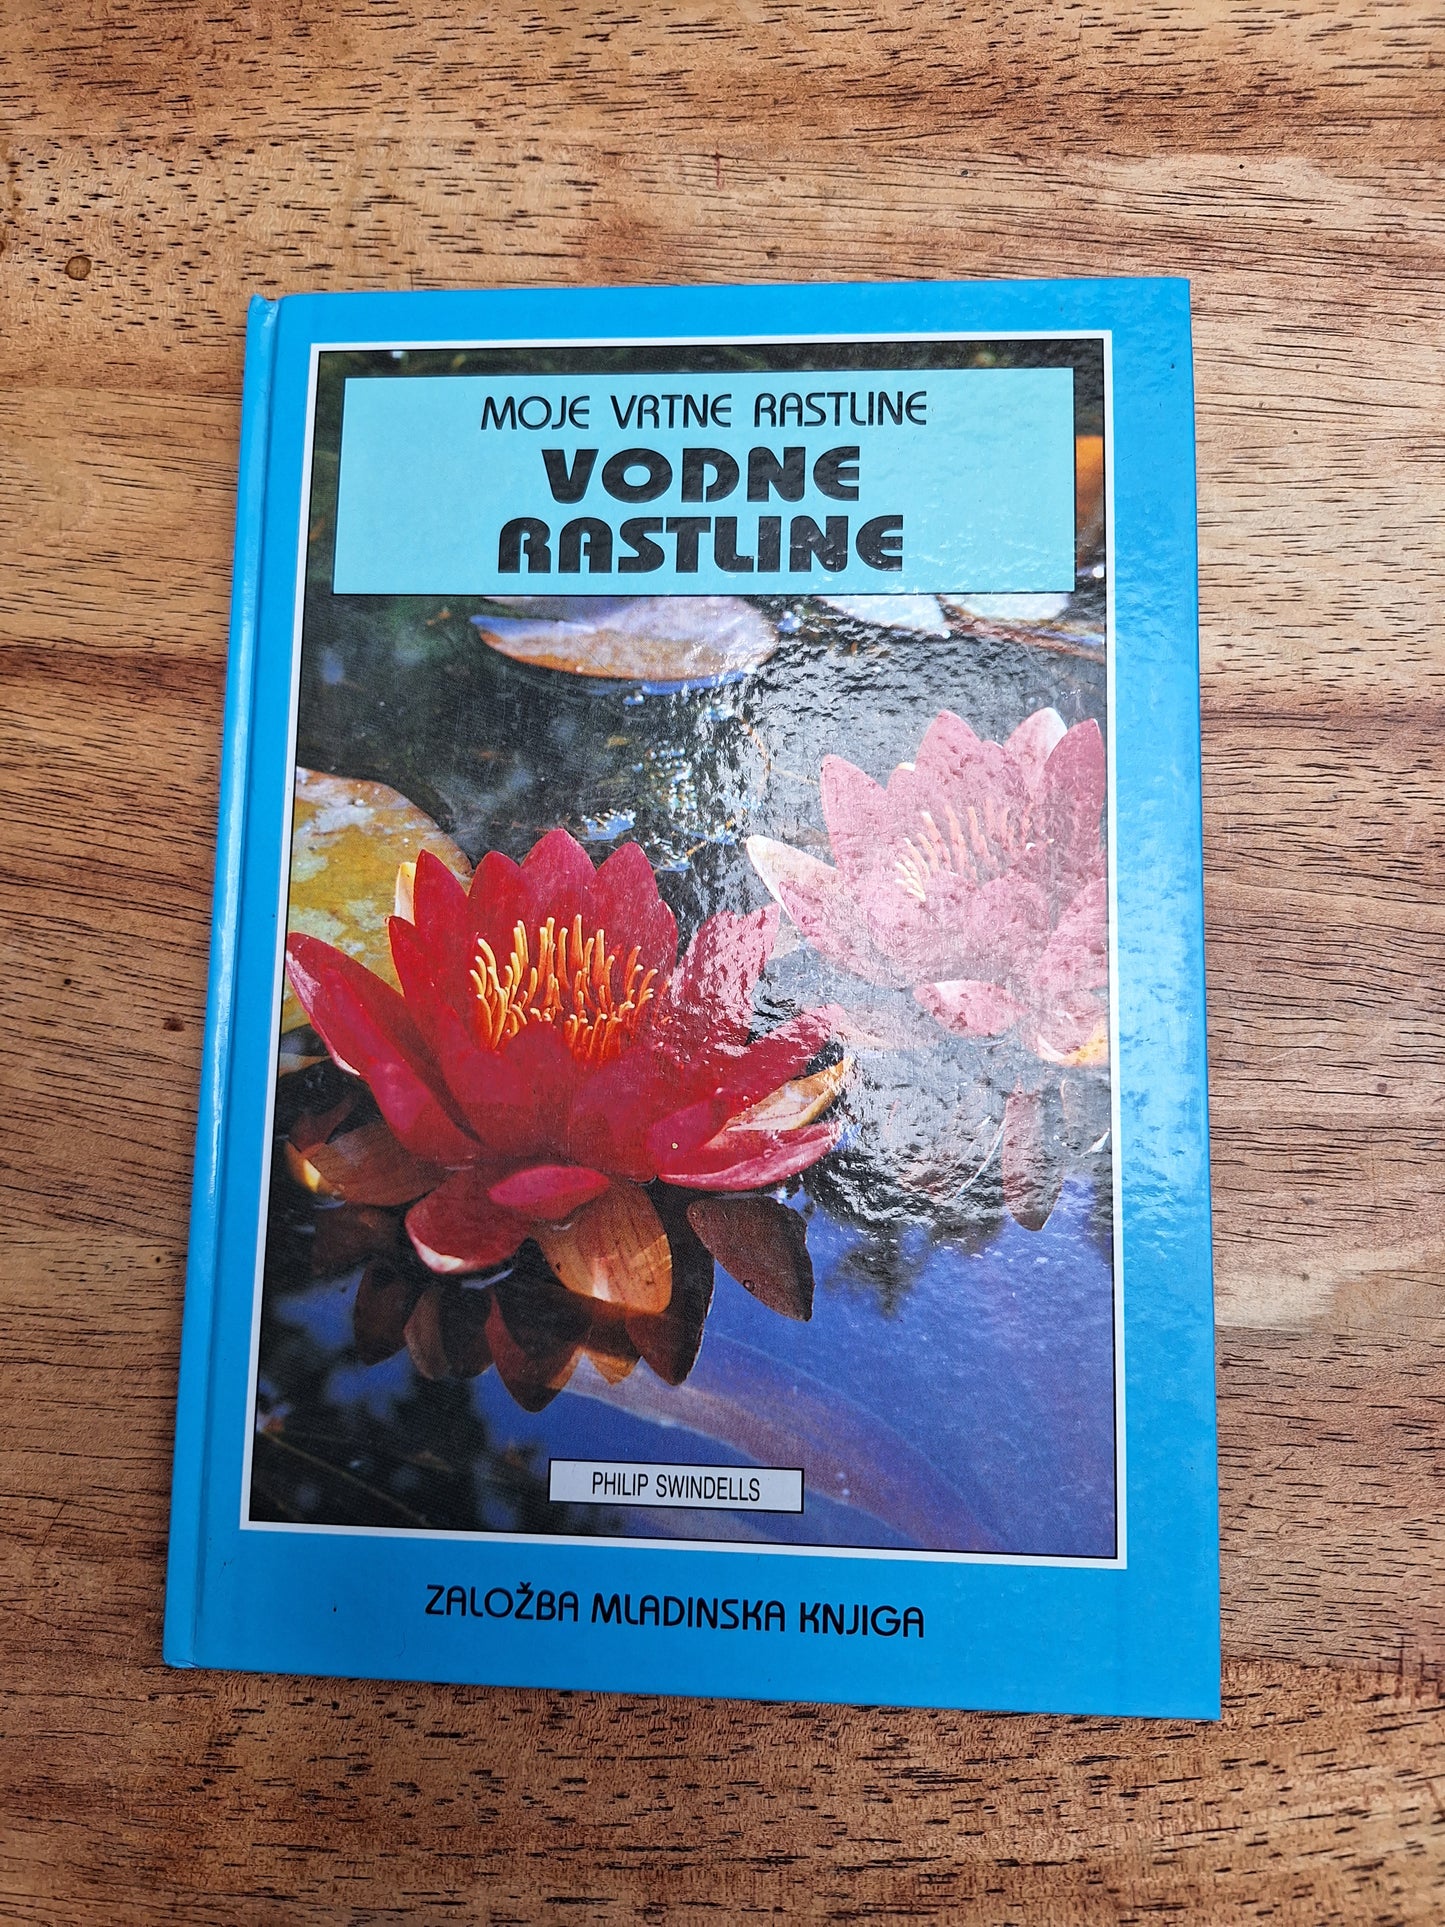 MOJE VRTNE RASTLINE
VODNE
RASTLINE
PHILIP SWINDELLS
ZALOŽBA MLADINSKA KNJIGA